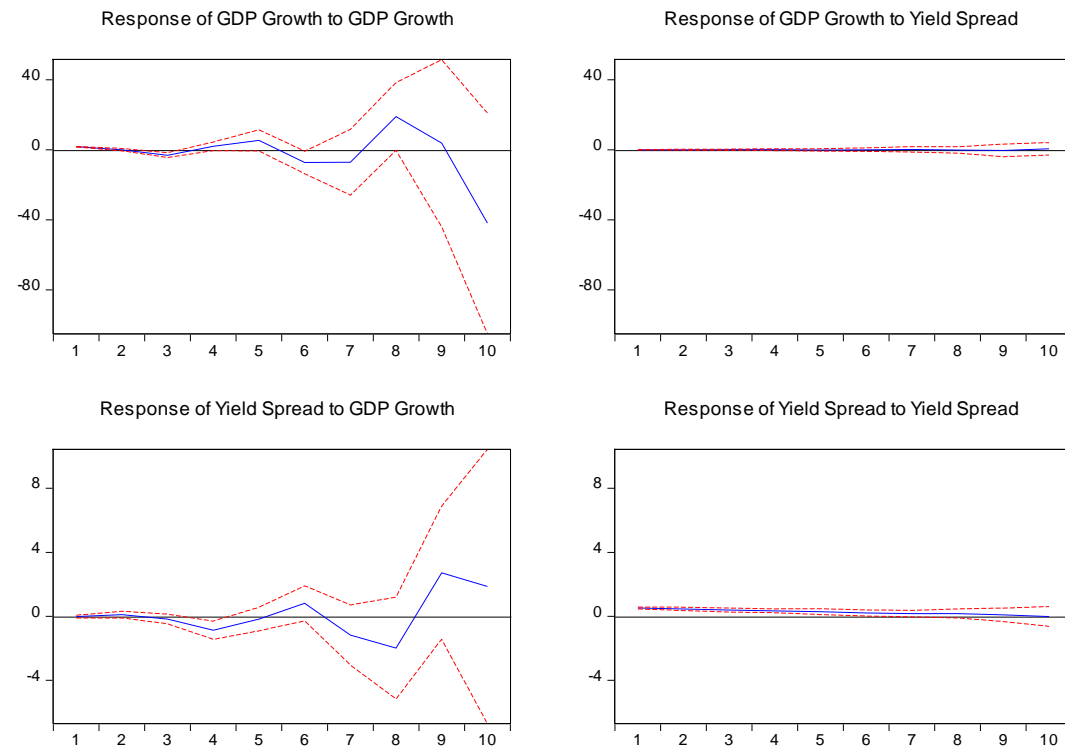 Response of GDP Growth to GDP Growth
40
0
-40
-80
1 2 3 4 5 6 7 8 9 10
Response of GDP Growth to Yield Spread
40
0
-40
-80
1 2 3 4 5 6 7 8 9 10
Response of Yield Spread to GDP Growth
8
4
0
-4
1 2 3 4 5 6 7 8 9 10
Response of Yield Spread to Yield Spread
8
4
0
-4
1 2 3 4 5 6 7 8 9 10